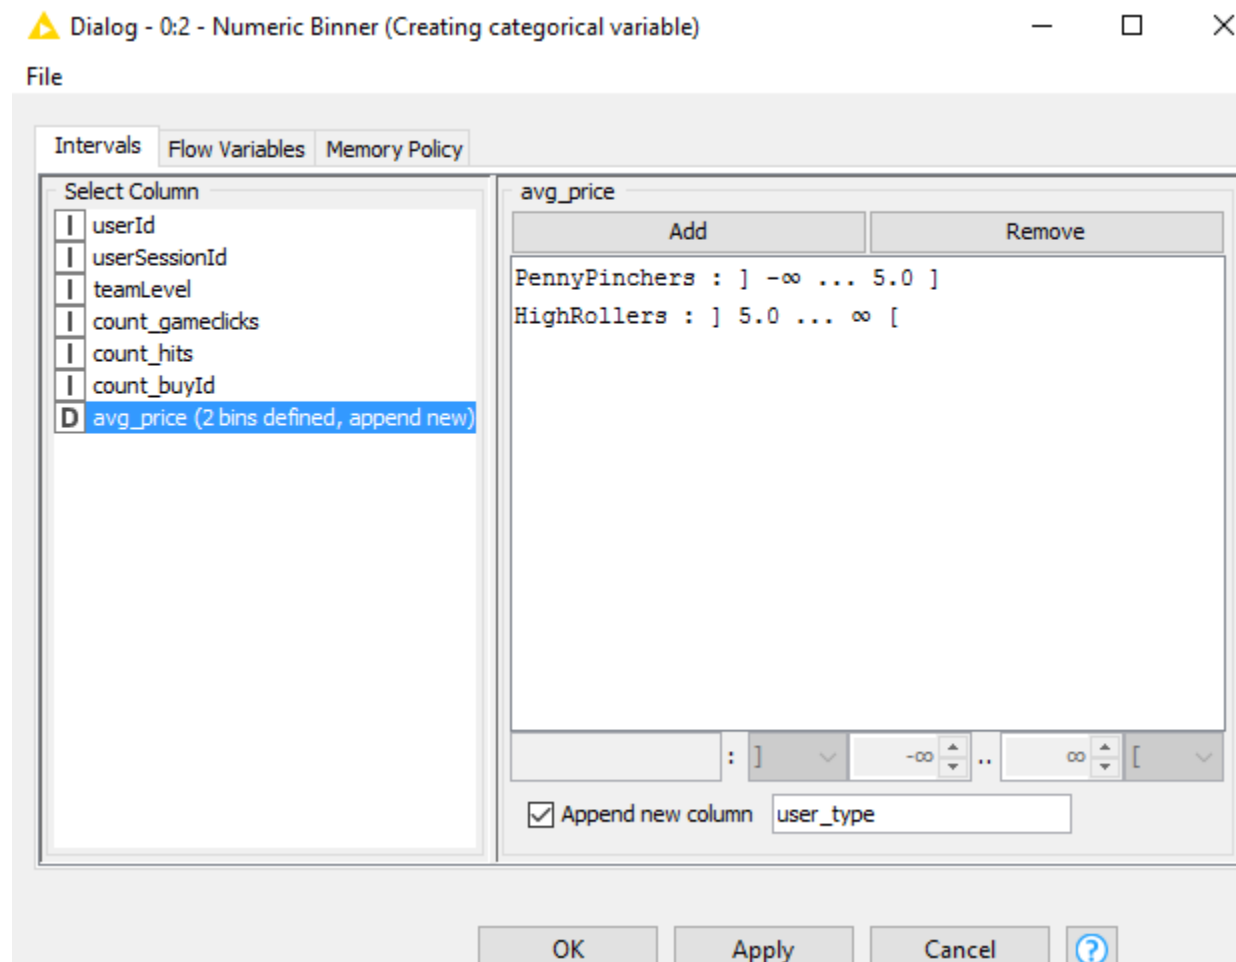 Dialog - 0:2 - Numeric Binner (Creating categorical variable)
File
Intervals Flow Variables Memory Policy
Select Column
I userId
I userSessionId
I teamLevel
I count_gameclicks
I count_hits
I count_buyId
D avg_price (2 bins defined, append new)
avg_price
Add Remove
PennyPinchers : ] -∞ ... 5.0 ]
HighRollers : ] 5.0 ... ∞ [
: ] -∞ .. ∞ [
Append new column user_type
OK Apply Cancel ?